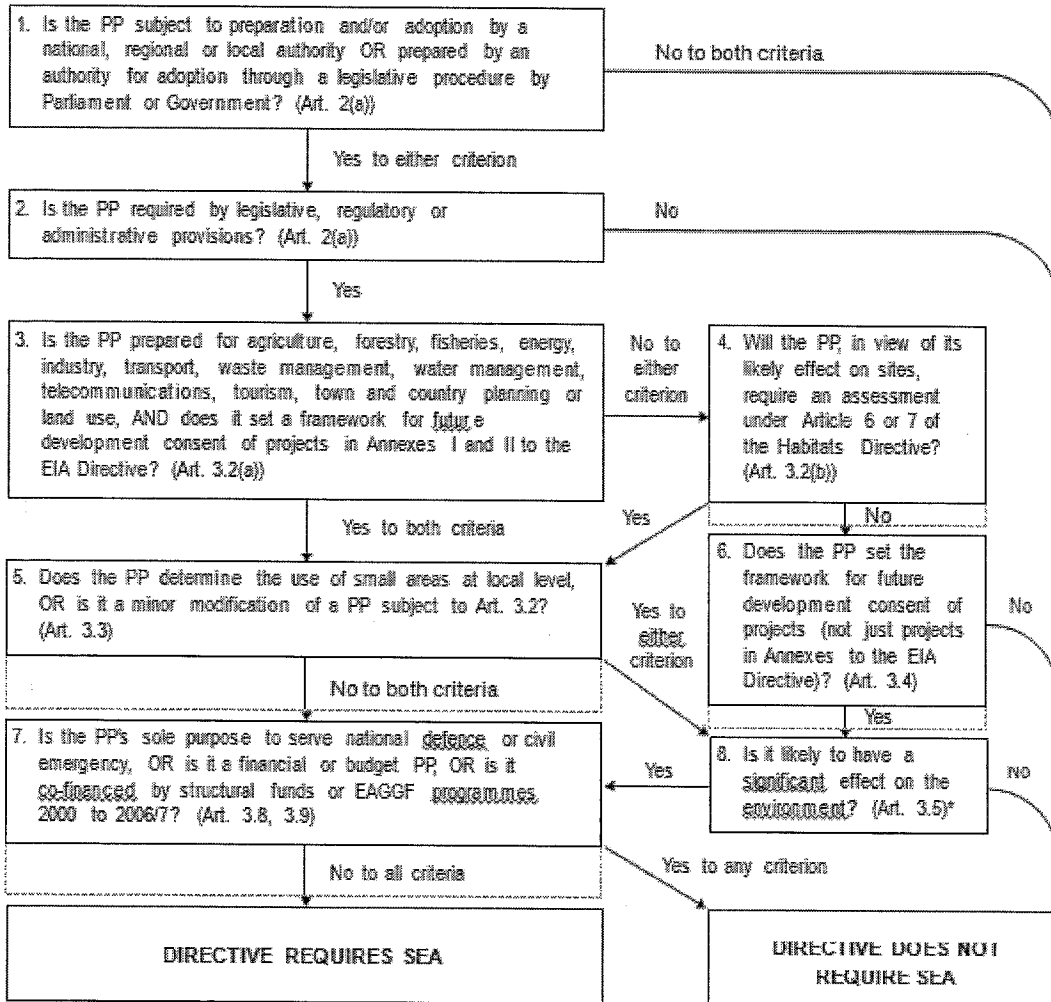 1. Is the PP subject to preparation and/or adoption by a
national, regional or local authority OR prepared by an
authority for adoption through a legislative procedure by
Parliament or Government? (Art. 2(a))
No to both criteria
Yes to either criterion
2. Is the PP required by legislative, regulatory or
administrative provisions? (Art. 2(a))
No
Yes
3. Is the PP prepared for agriculture, forestry, fisheries, energy,
industry, transport, waste management, water management,
telecommunications, tourism, town and country planning or
land use, AND does it set a framework for future
development consent of projects in Annexes I and II to the
EIA Directive? (Art. 3.2(a))
No to
either
criterion
4. Will the PP, in view of its
likely effect on sites,
require an assessment
under Article 6 or 7 of
the Habitats Directive?
(Art. 3.2(b))
Yes to both criteria
Yes
No
5. Does the PP determine the use of small areas at local level,
OR is it a minor modification of a PP subject to Art. 3.2?
(Art. 3.3)
Yes to
either
criterion
6. Does the PP set the
framework for future
development consent of
projects (not just projects
in Annexes to the EIA
Directive)? (Art. 3.4)
No
No to both criteria
Yes
7. Is the PP's sole purpose to serve national defence or civil
emergency, OR is it a financial or budget PP, OR is it
co-financed by structural funds or EAGGF programmes
2000 to 2006/7? (Art. 3.8, 3.9)
Yes
8. Is it likely to have a
significant effect on the
environment? (Art. 3.5)*
No
No to all criteria
Yes to any criterion
DIRECTIVE REQUIRES SEA
DIRECTIVE DOES NOT
REQUIRE SEA